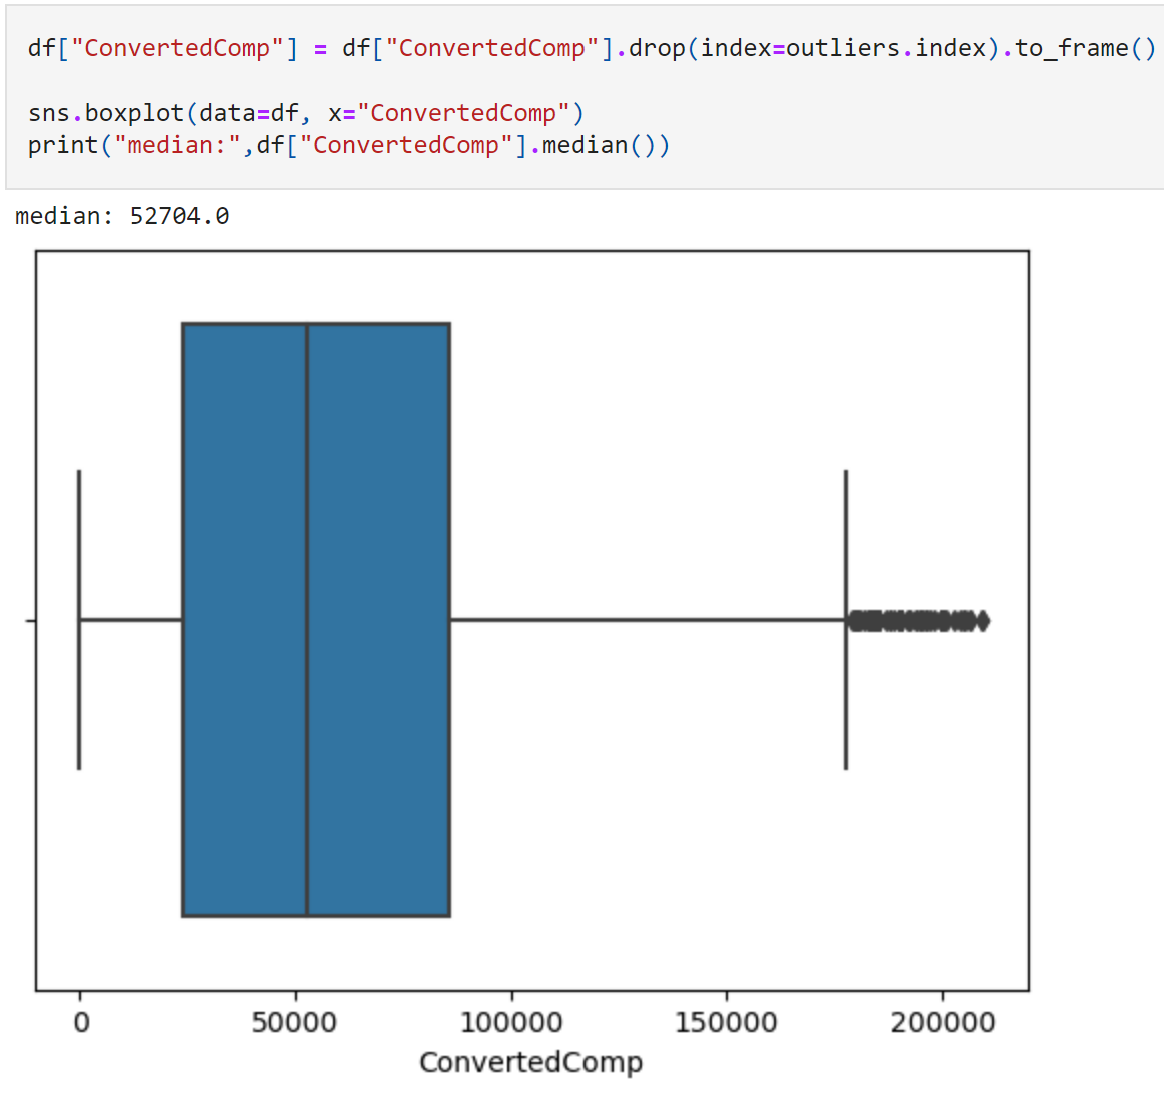 df["ConvertedComp"] = df["ConvertedComp"].drop(index=outliers.index).to_frame()
sns.boxplot(data=df, x="ConvertedComp")
print("median:",df["ConvertedComp"].median())
median: 52704.0
0 50000 100000 150000 200000
ConvertedComp